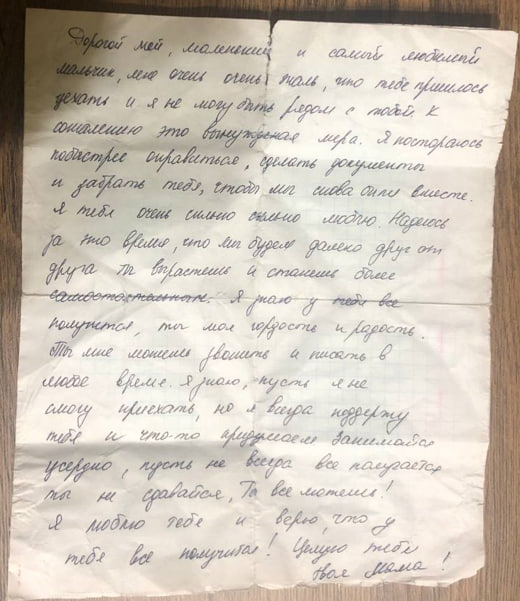 Дорогой мой, маленький и самый любимый
мальчик, мне очень очень жаль, что тебе пришлось
уехать и я не могу быть рядом с тобой к
сожалению это вынужденая мера. Я постараюсь
побыстрее оправиться, сделать документы
и забрать тебя, чтобы мы снова были вместе.
Я тебя очень сильно сильно люблю. Надеюсь
за это время, что мы будем далеко друг от
друга ты вырастешь и станешь более
самостоятельным. Я знаю у тебя все
получится, ты моя гордость и радость.
Ты мне можешь звонить и писать в
любое время. Я знаю, пусть я не
смогу приехать, но я всегда поддержу
тебя и что-то придумаем Занимайся
усердно, пусть не всегда все получается
ты не сдавайся, Ты все можешь!
Я люблю тебя и верю, что у
тебя все получится! Целую тебя
Твоя мама!